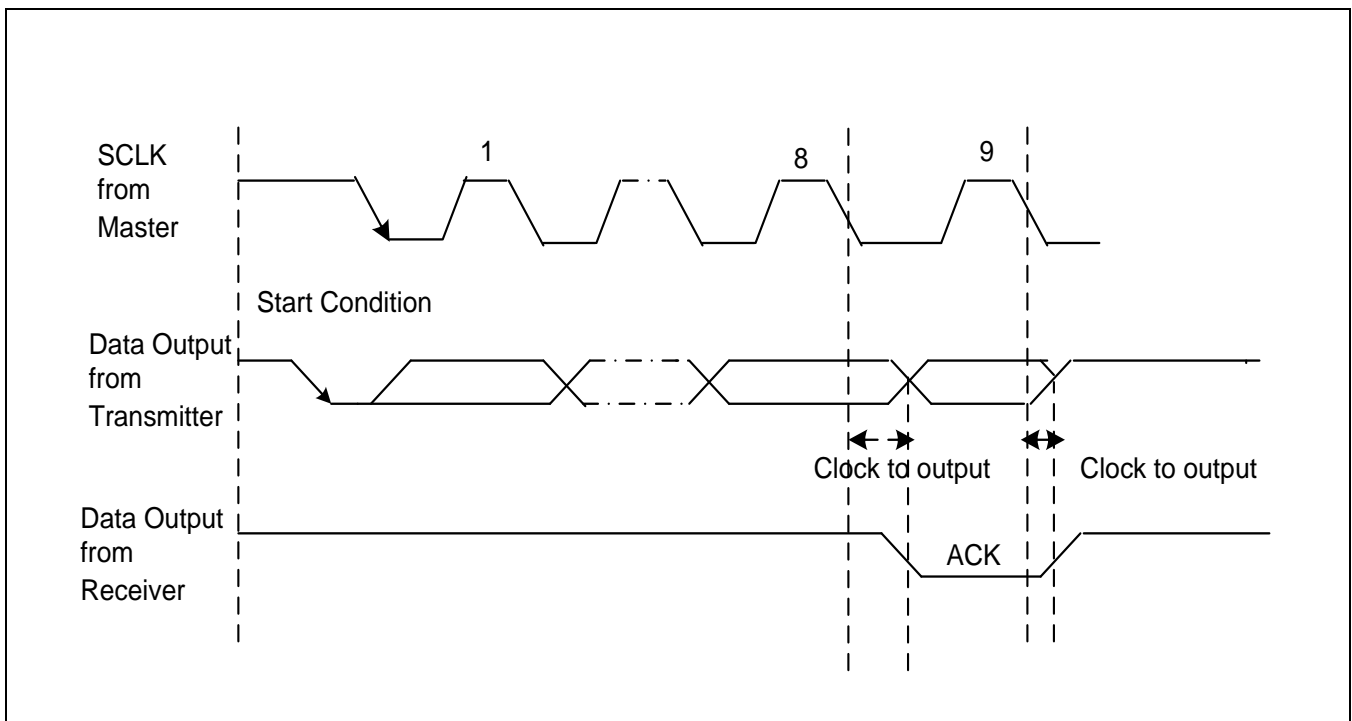 SCLK
from
Master
1
8
9
Start Condition
Data Output
from
Transmitter
Clock to output
Clock to output
Data Output
from
Receiver
ACK